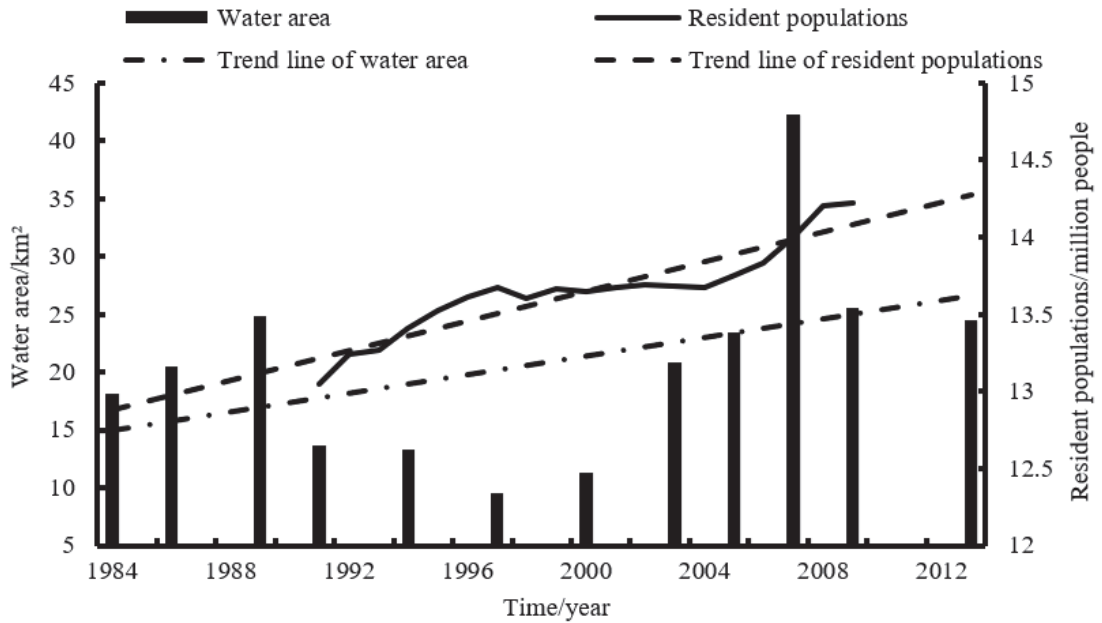 Water area
Resident populations
Trend line of water area
Trend line of resident populations
45
40
35
30
25
20
15
10
5
Water area/km²
15
14.5
14
13.5
13
12.5
12
Resident populations/million people
1984 1986 1988 1992 1996 2000 2004 2008 2012
Time/year